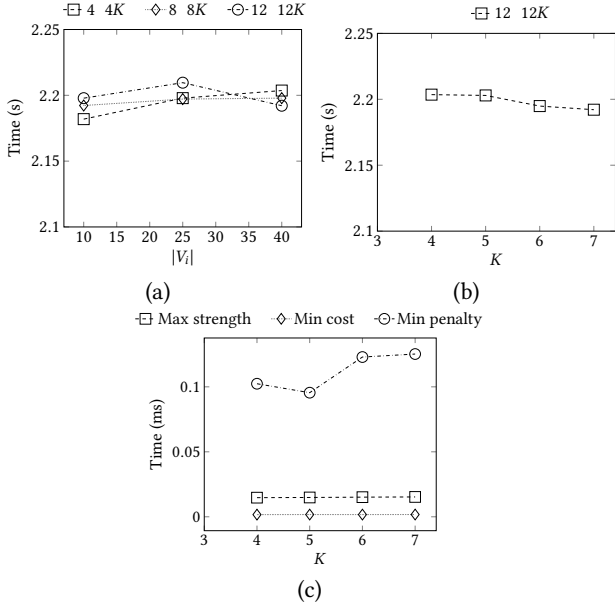 4 4K 8 8K 12 12K
2.25
2.2
2.15
2.1
Time (s)
10 15 20 25 30 35 40
|V_i|
(a)
12 12K
2.25
2.2
2.15
2.1
Time (s)
3 4 5 6 7
K
(b)
Max strength Min cost Min penalty
0.1
0.05
0
Time (ms)
3 4 5 6 7
K
(c)